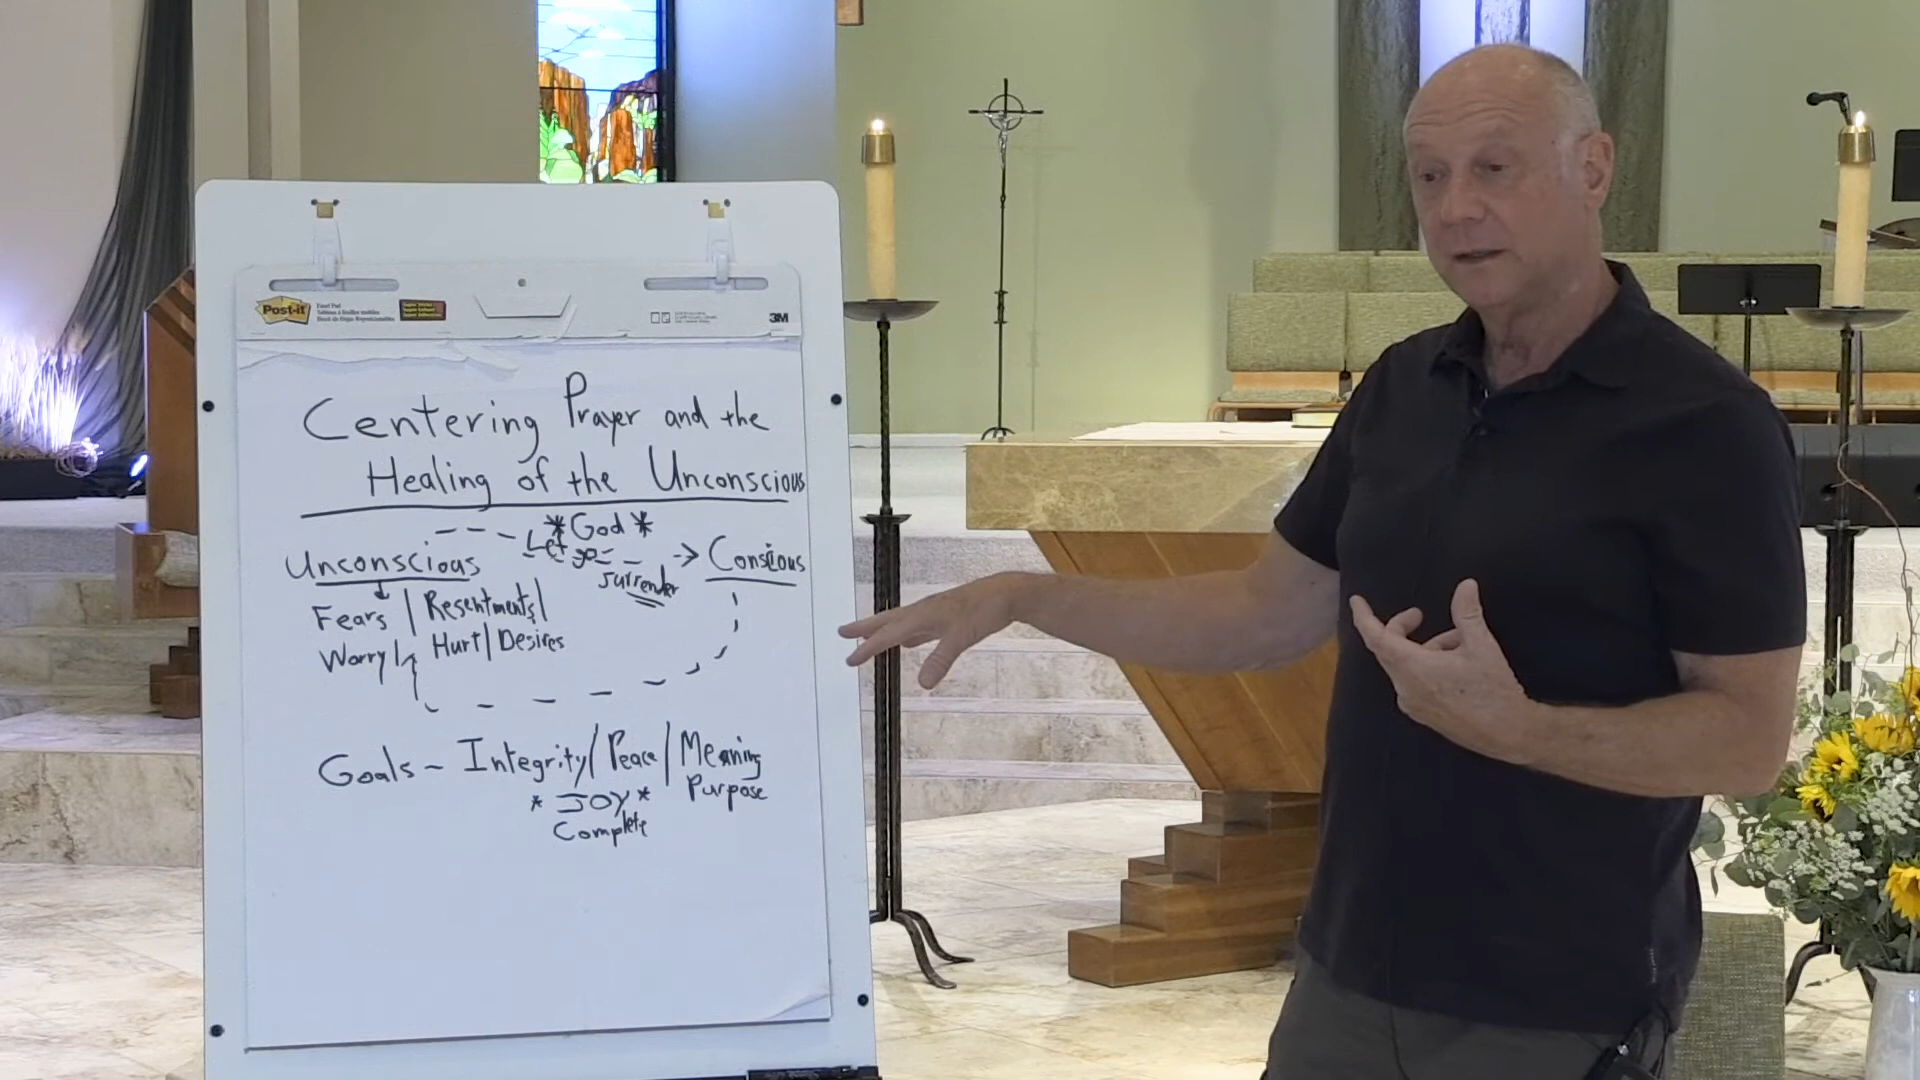 Post-it
3M
Centering Prayer and the
Healing of the Unconscious
*God*
Let go
Unconscious
Conscious
surrender
Fears | Resentments |
Worry | Hurt | Desires
Goals ~ Integrity / Peace / Meaning
Purpose
* JOY *
Complete